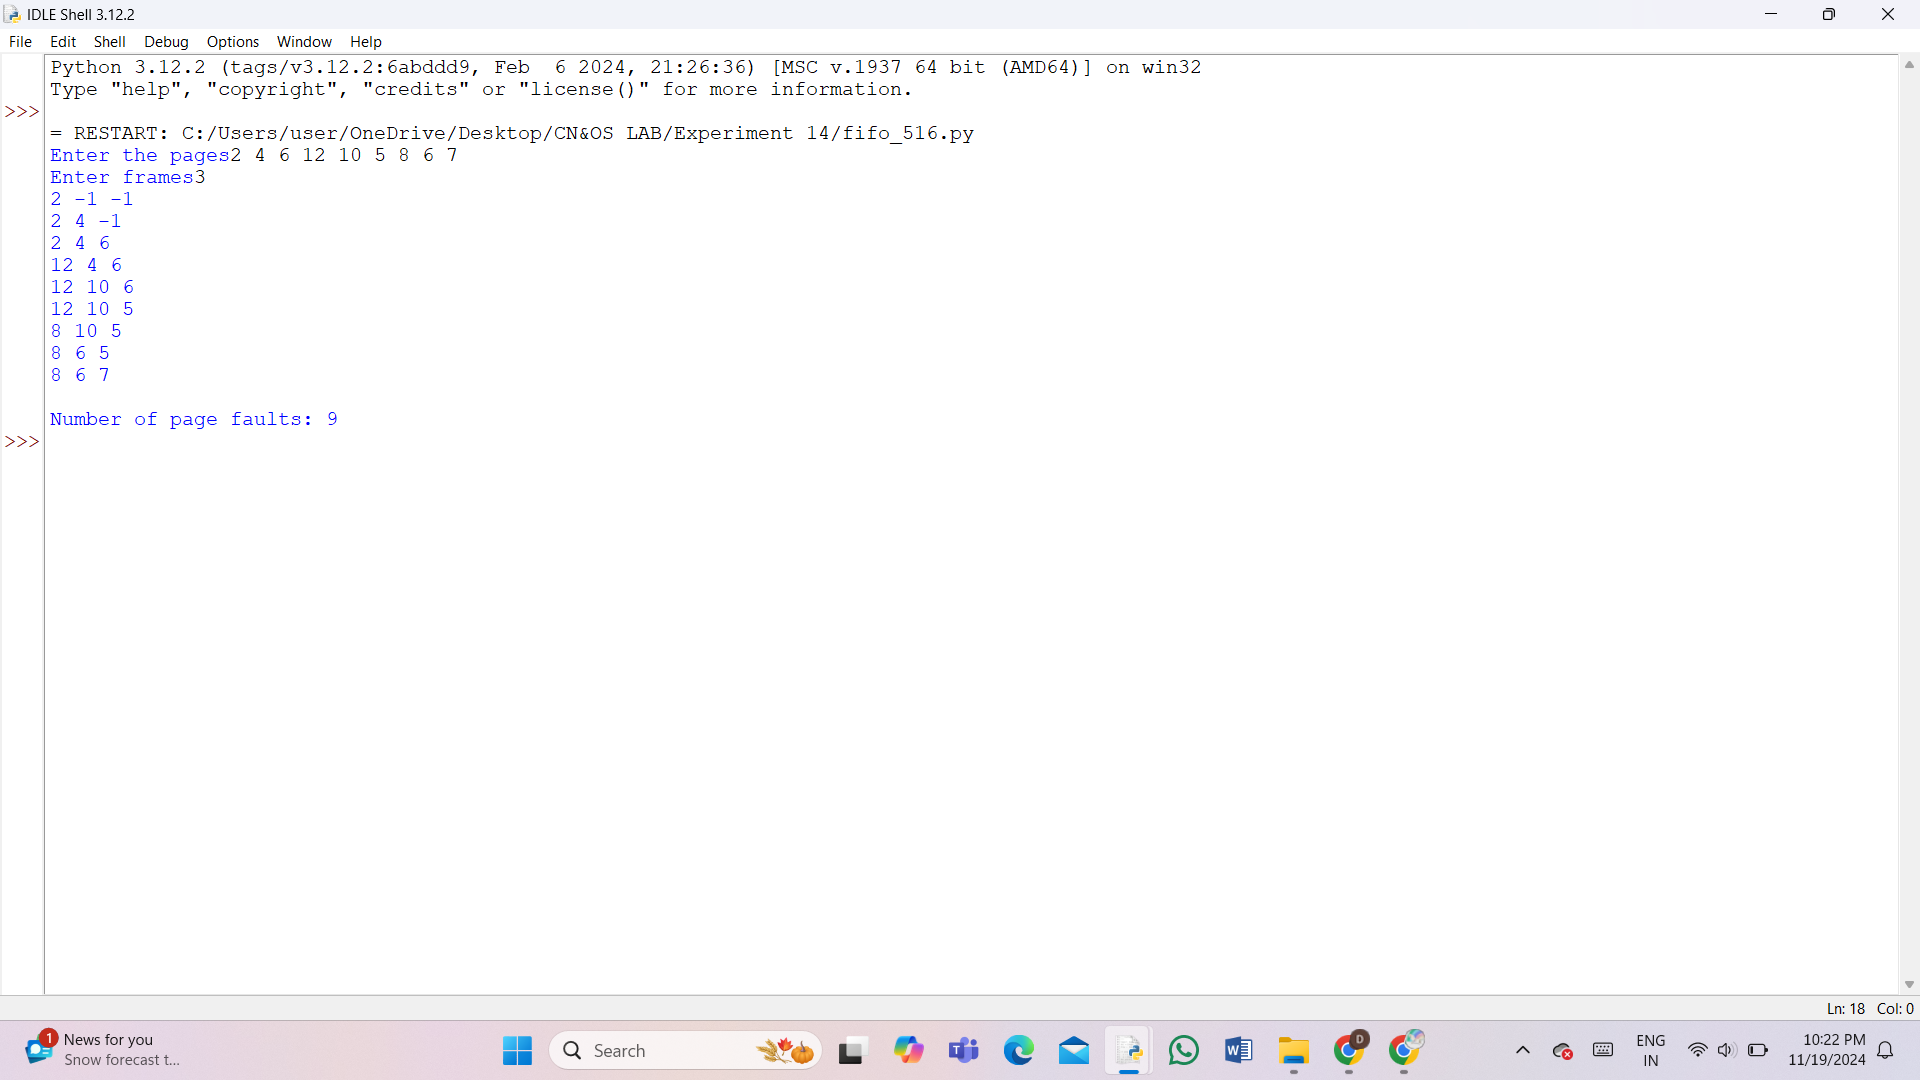 IDLE Shell 3.12.2
File Edit Shell Debug Options Window Help
Python 3.12.2 (tags/v3.12.2:6abddd9, Feb  6 2024, 21:26:36) [MSC v.1937 64 bit (AMD64)] on win32
Type "help", "copyright", "credits" or "license()" for more information.
>>>
= RESTART: C:/Users/user/OneDrive/Desktop/CN&OS LAB/Experiment 14/fifo_516.py
Enter the pages2 4 6 12 10 5 8 6 7
Enter frames3
2 -1 -1
2 4 -1
2 4 6
12 4 6
12 10 6
12 10 5
8 10 5
8 6 5
8 6 7
Number of page faults: 9
>>>
Ln: 18 Col: 0
1
News for you
Snow forecast t...
Search
D
ENG
IN
10:22 PM
11/19/2024